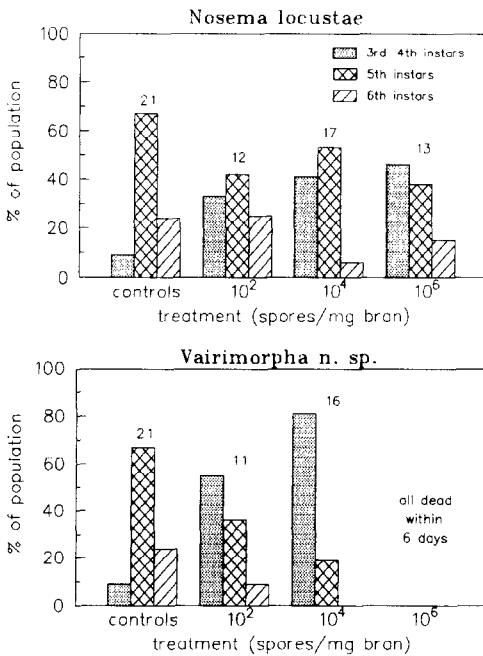 Nosema locustae
100
80
60
40
20
0
% of population
3rd 4th instars
5th instars
6th instars
21
12
17
13
controls
10²
10⁴
10⁶
treatment (spores/mg bran)
Vairimorpha n. sp.
100
80
60
40
20
0
% of population
21
11
16
all dead
within
6 days
controls
10²
10⁴
10⁶
treatment (spores/mg bran)